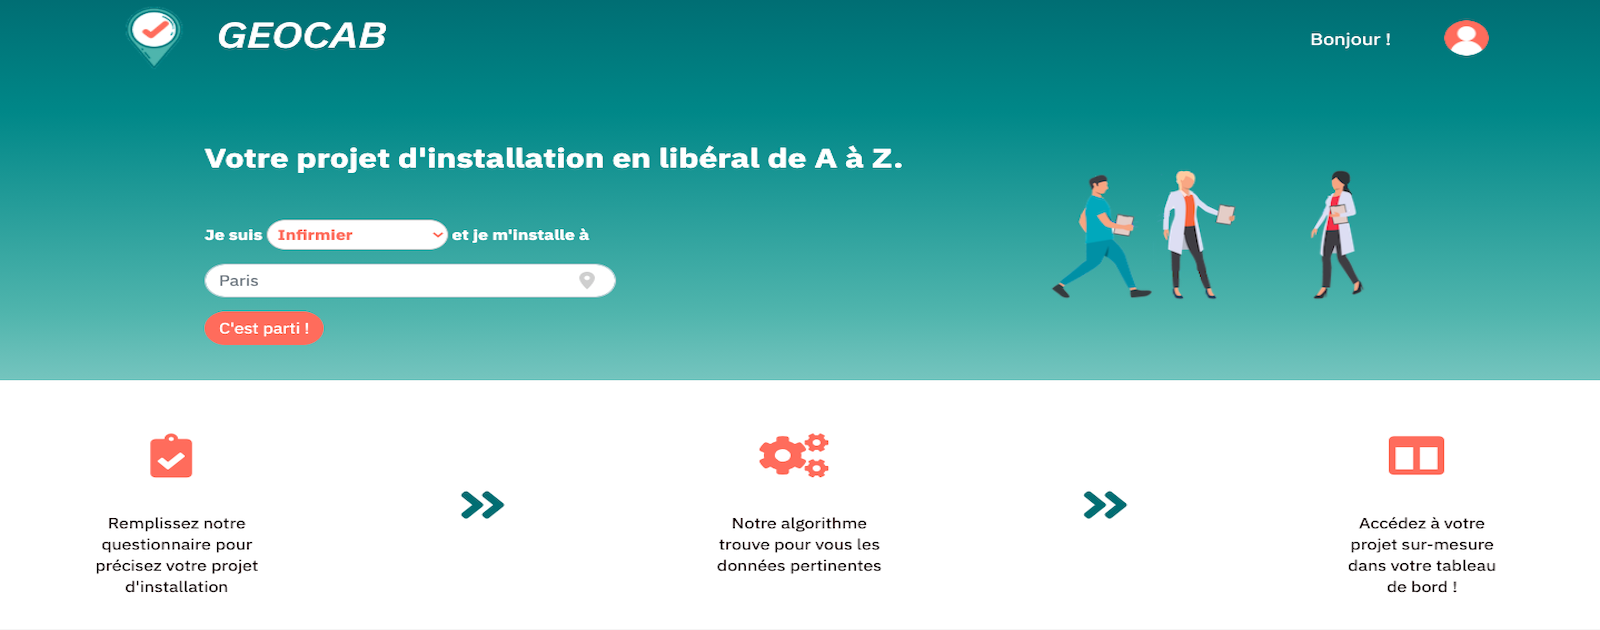 GEOCAB
Bonjour !
Votre projet d'installation en libéral de A à Z.
Je suis Infirmier et je m'installe à
Paris
C'est parti !
Remplissez notre
questionnaire pour
précisez votre projet
d'installation
Notre algorithme
trouve pour vous les
données pertinentes
Accédez à votre
projet sur-mesure
dans votre tableau
de bord !